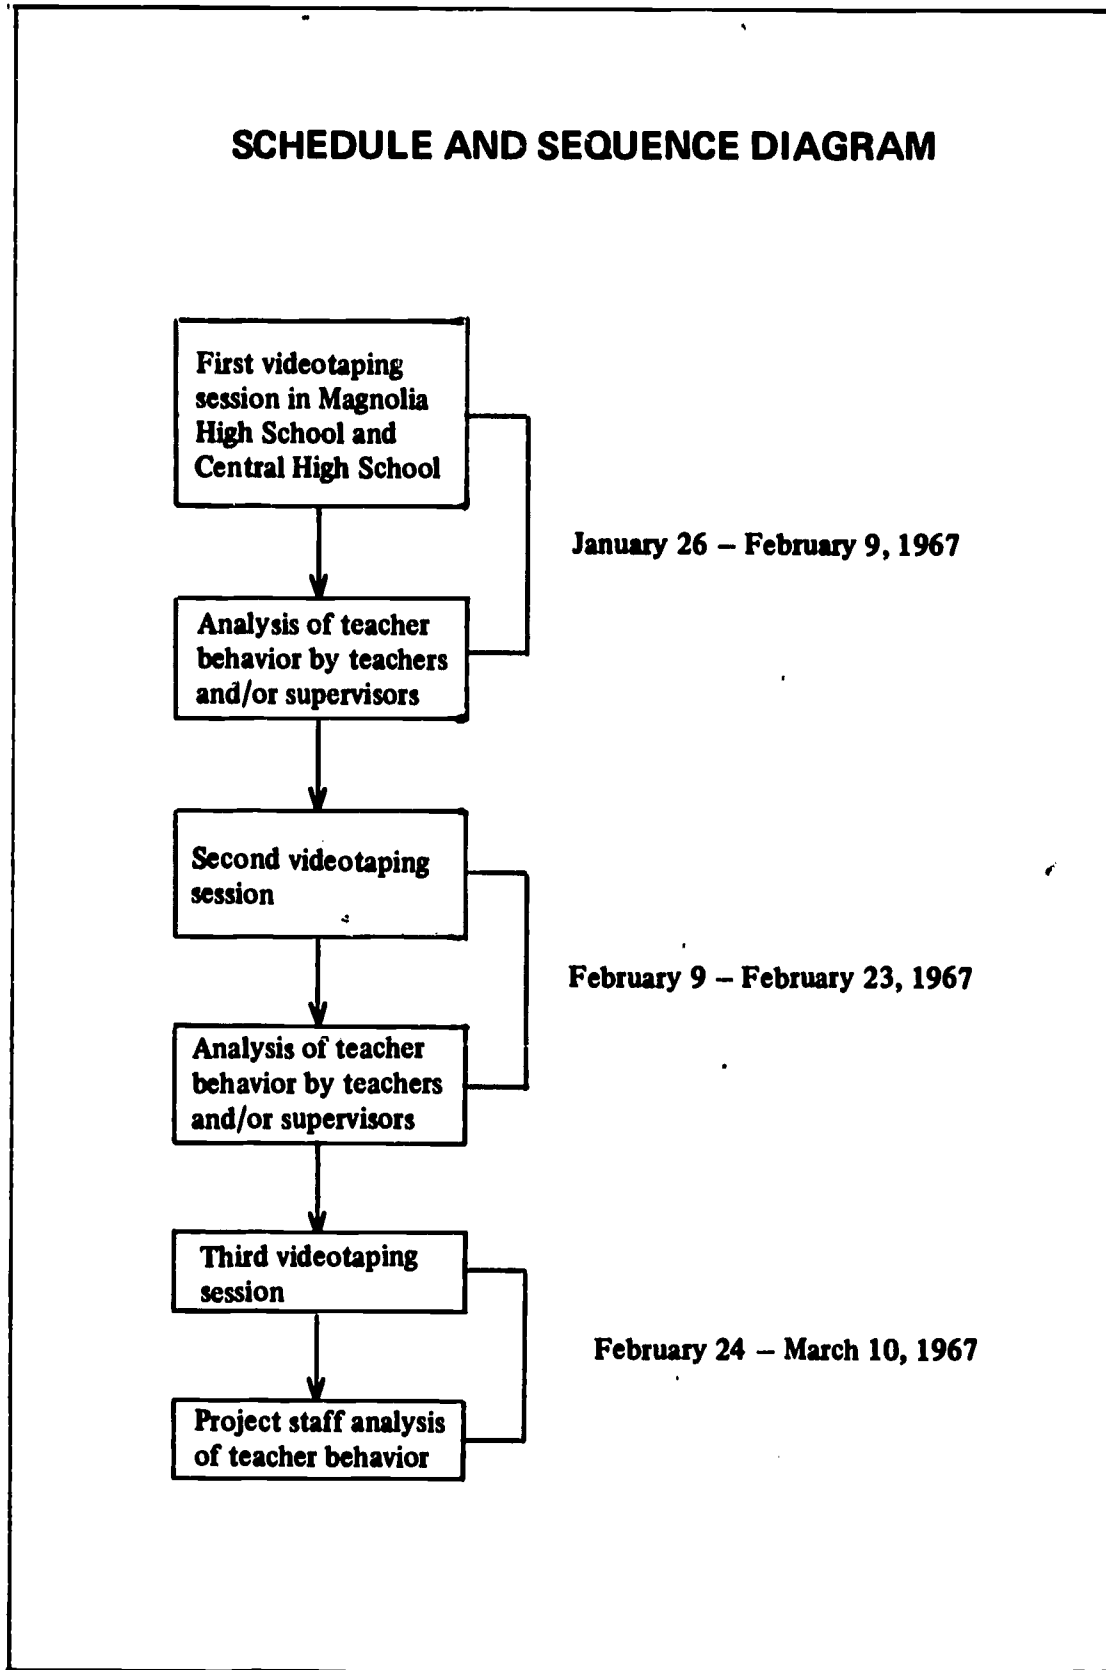 SCHEDULE AND SEQUENCE DIAGRAM
First videotaping
session in Magnolia
High School and
Central High School
January 26 – February 9, 1967
Analysis of teacher
behavior by teachers
and/or supervisors
Second videotaping
session
February 9 – February 23, 1967
Analysis of teacher
behavior by teachers
and/or supervisors
Third videotaping
session
February 24 – March 10, 1967
Project staff analysis
of teacher behavior